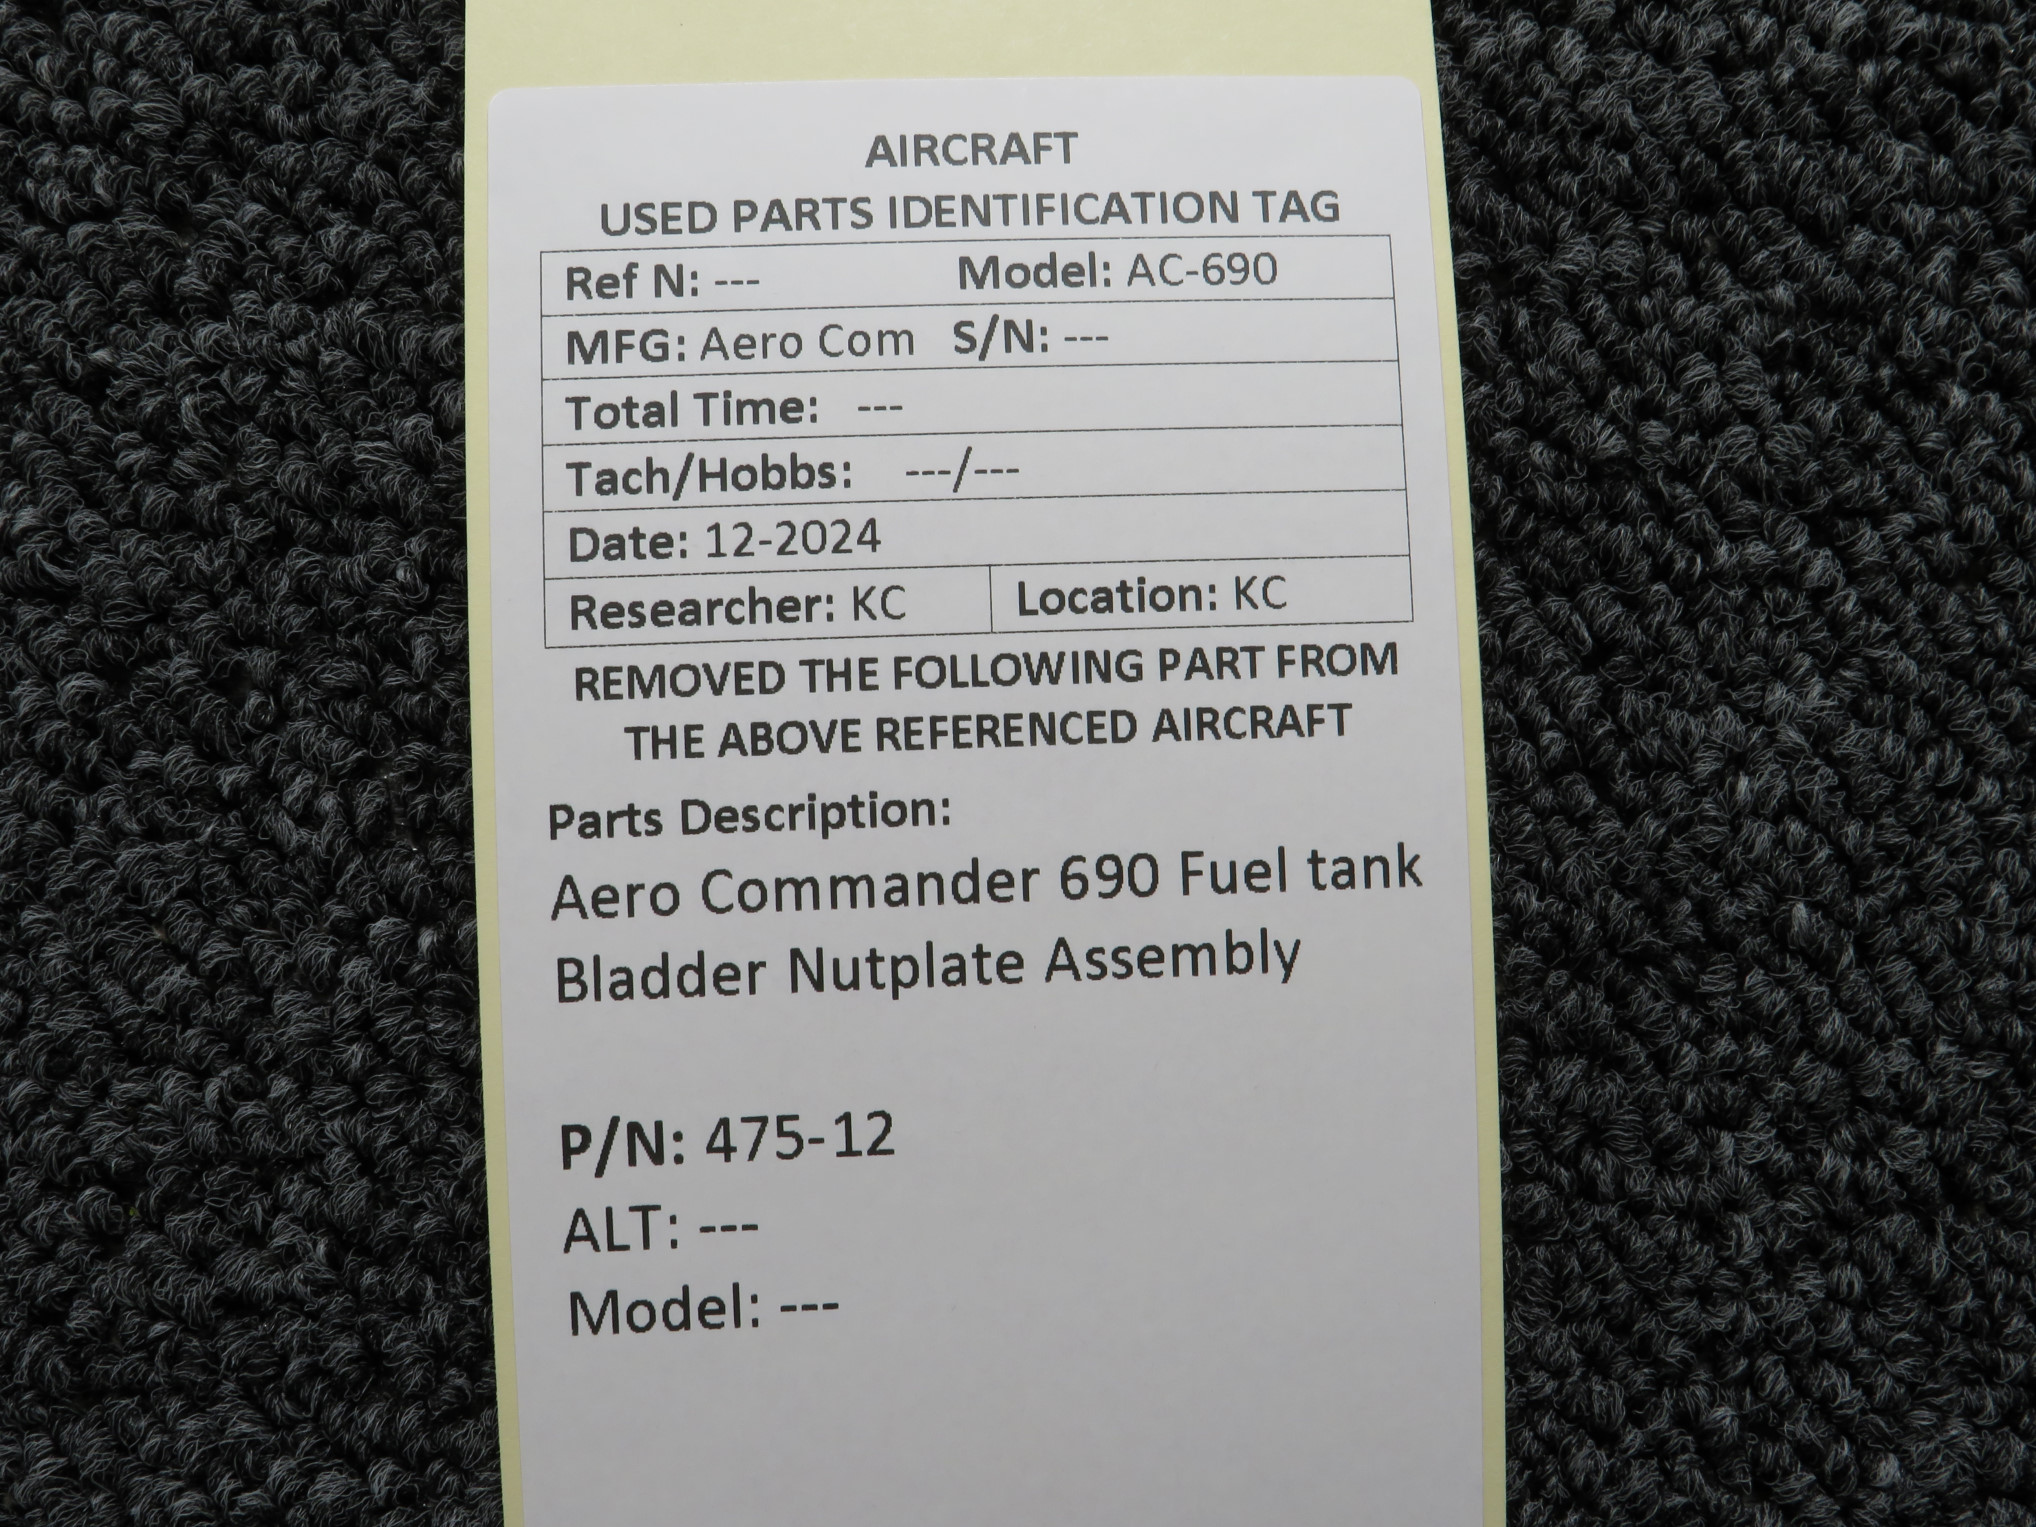 AIRCRAFT
USED PARTS IDENTIFICATION TAG
Ref N: --- Model: AC-690
MFG: Aero Com S/N: ---
Total Time: ---
Tach/Hobbs: ---/---
Date: 12-2024
Researcher: KC Location: KC
REMOVED THE FOLLOWING PART FROM
THE ABOVE REFERENCED AIRCRAFT
Parts Description:
Aero Commander 690 Fuel tank
Bladder Nutplate Assembly
P/N: 475-12
ALT: ---
Model: ---